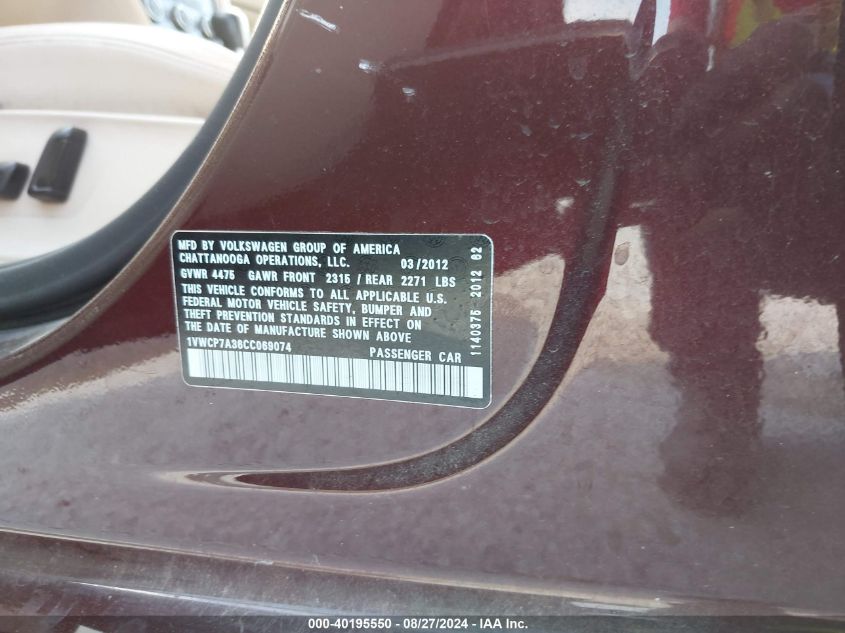 MFD BY VOLKSWAGEN GROUP OF AMERICA
CHATTANOOGA OPERATIONS, LLC. 03/2012
GVWR 4475 GAWR FRONT 2315 / REAR 2271 LBS
THIS VEHICLE CONFORMS TO ALL APPLICABLE U.S.
FEDERAL MOTOR VEHICLE SAFETY, BUMPER AND
THEFT PREVENTION STANDARDS IN EFFECT ON
THE DATE OF MANUFACTURE SHOWN ABOVE
1VWCP7A36CC069074 PASSENGER CAR
1140376 2012 62
000-40195550 - 08/27/2024 - IAA Inc.